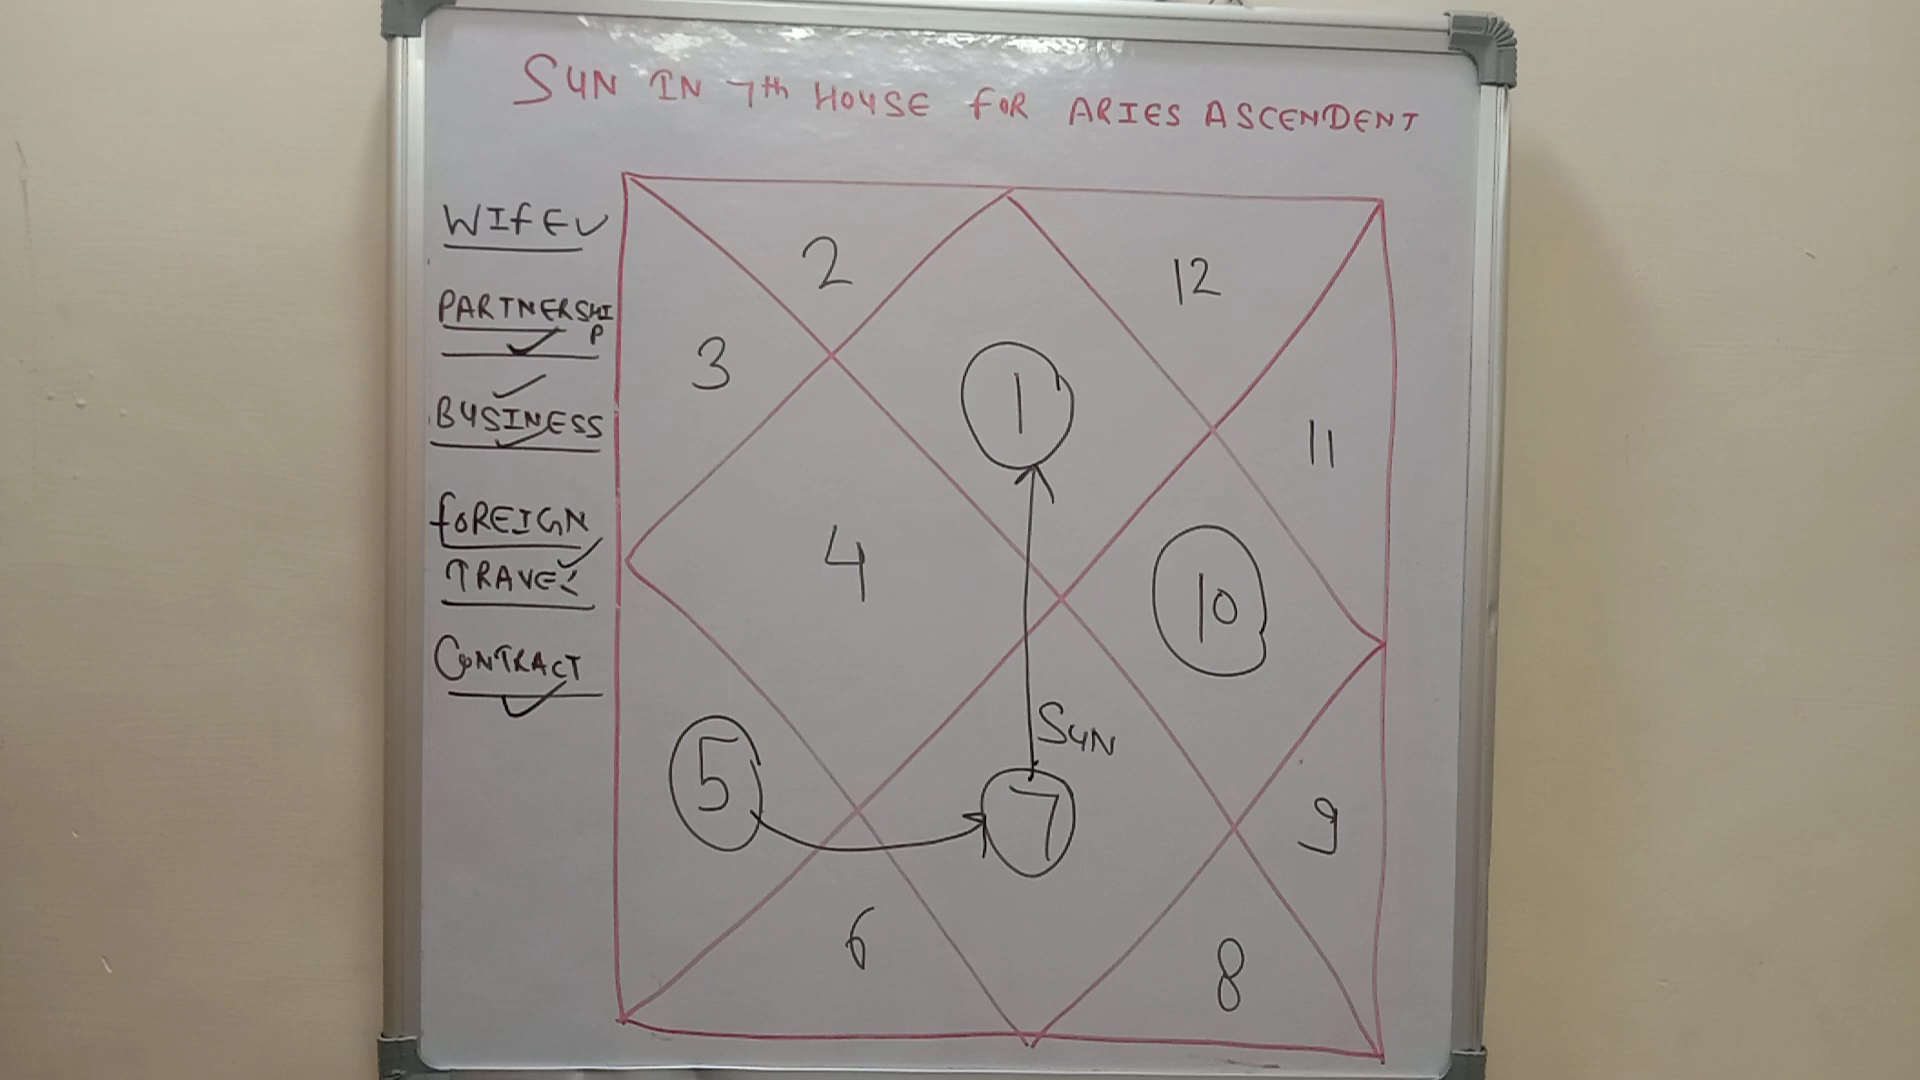 SUN IN 7th HOUSE FOR ARIES ASCENDENT
WIFE
PARTNERSHIP
BUSINESS
FOREIGN
TRAVEL
CONTRACT
2
12
3
1
11
4
10
SUN
5
7
9
6
8